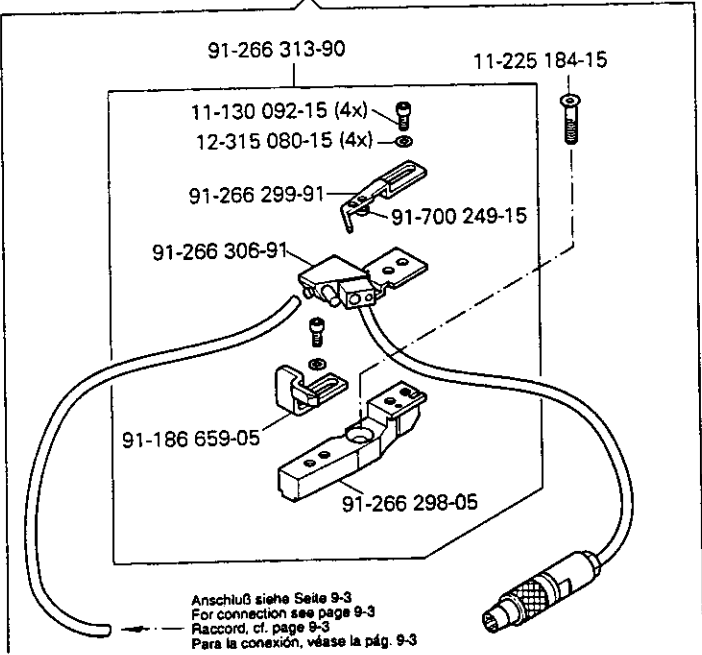 91-266 313-90
11-225 184-15
11-130 092-15 (4x)
12-315 080-15 (4x)
91-266 299-91
91-700 249-15
91-266 306-91
91-186 659-05
91-266 298-05
Anschluß siehe Seite 9-3
For connection see page 9-3
Raccord, cf. page 9-3
Para la conexión, véase la pág. 9-3